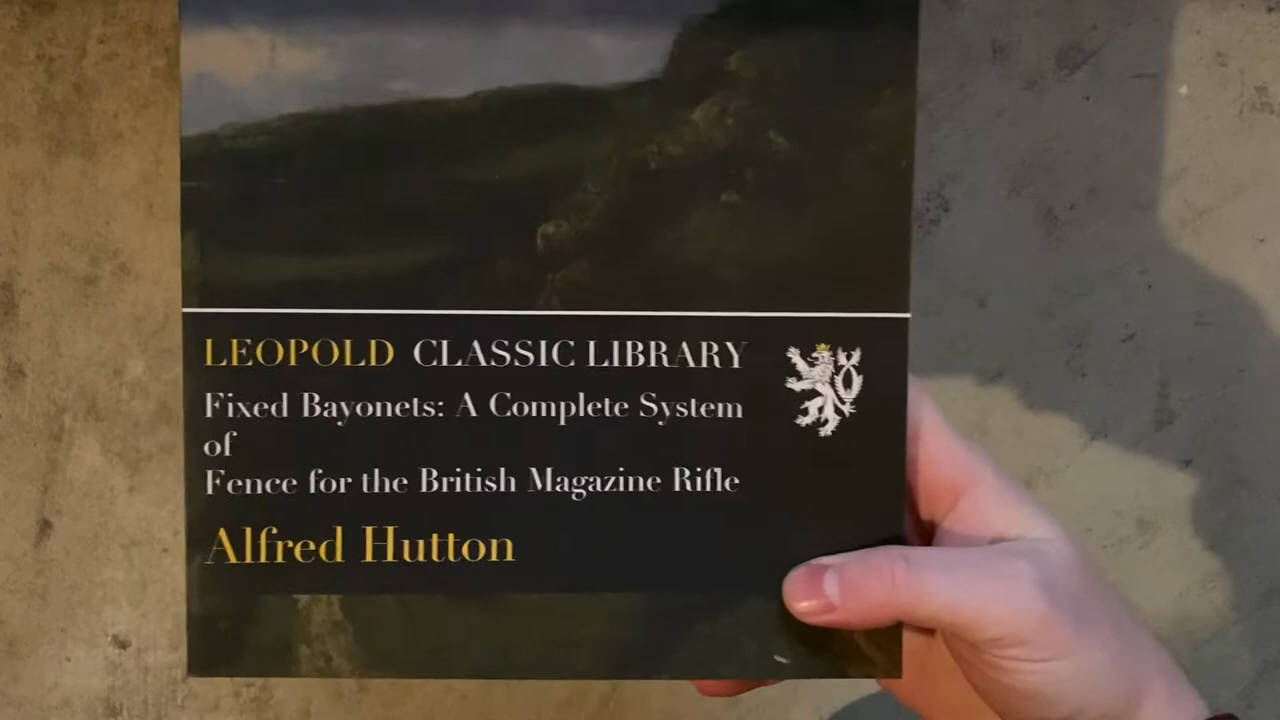 LEOPOLD CLASSIC LIBRARY
Fixed Bayonets: A Complete System
of
Fence for the British Magazine Rifle
Alfred Hutton